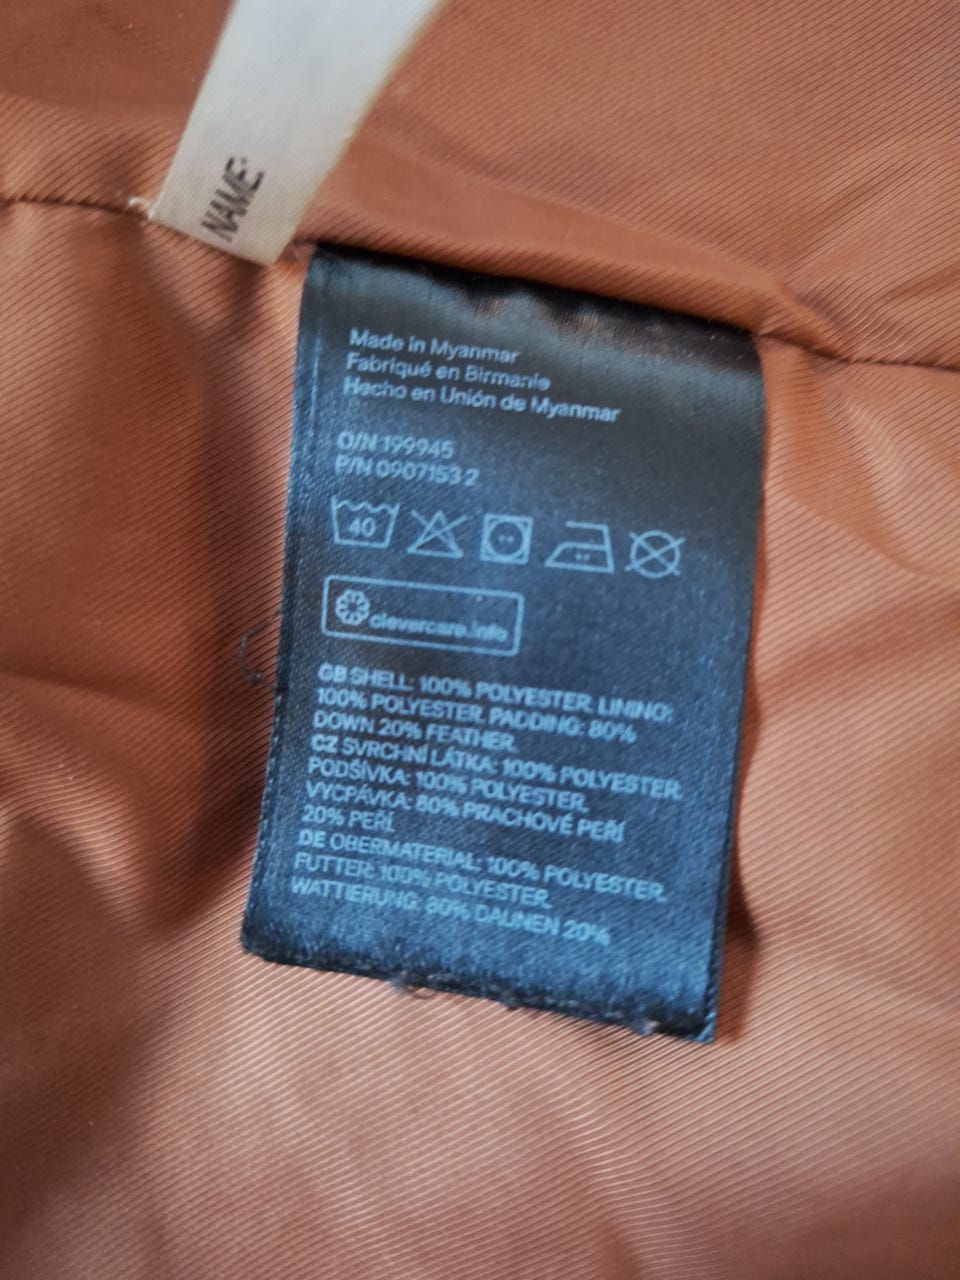 NAME:
Made in Myanmar
Fabriqué en Birmanie
Hecho en Unión de Myanmar
O/N 199945
P/N 0907153 2
40
clevercare.info
GB SHELL: 100% POLYESTER. LINING:
100% POLYESTER. PADDING: 80%
DOWN 20% FEATHER.
CZ SVRCHNÍ LÁTKA: 100% POLYESTER.
PODŠÍVKA: 100% POLYESTER.
VYCPÁVKA: 80% PRACHOVÉ PEŘÍ
20% PEŘÍ.
DE OBERMATERIAL: 100% POLYESTER.
FUTTER: 100% POLYESTER.
WATTIERUNG: 80% DAUNEN 20%